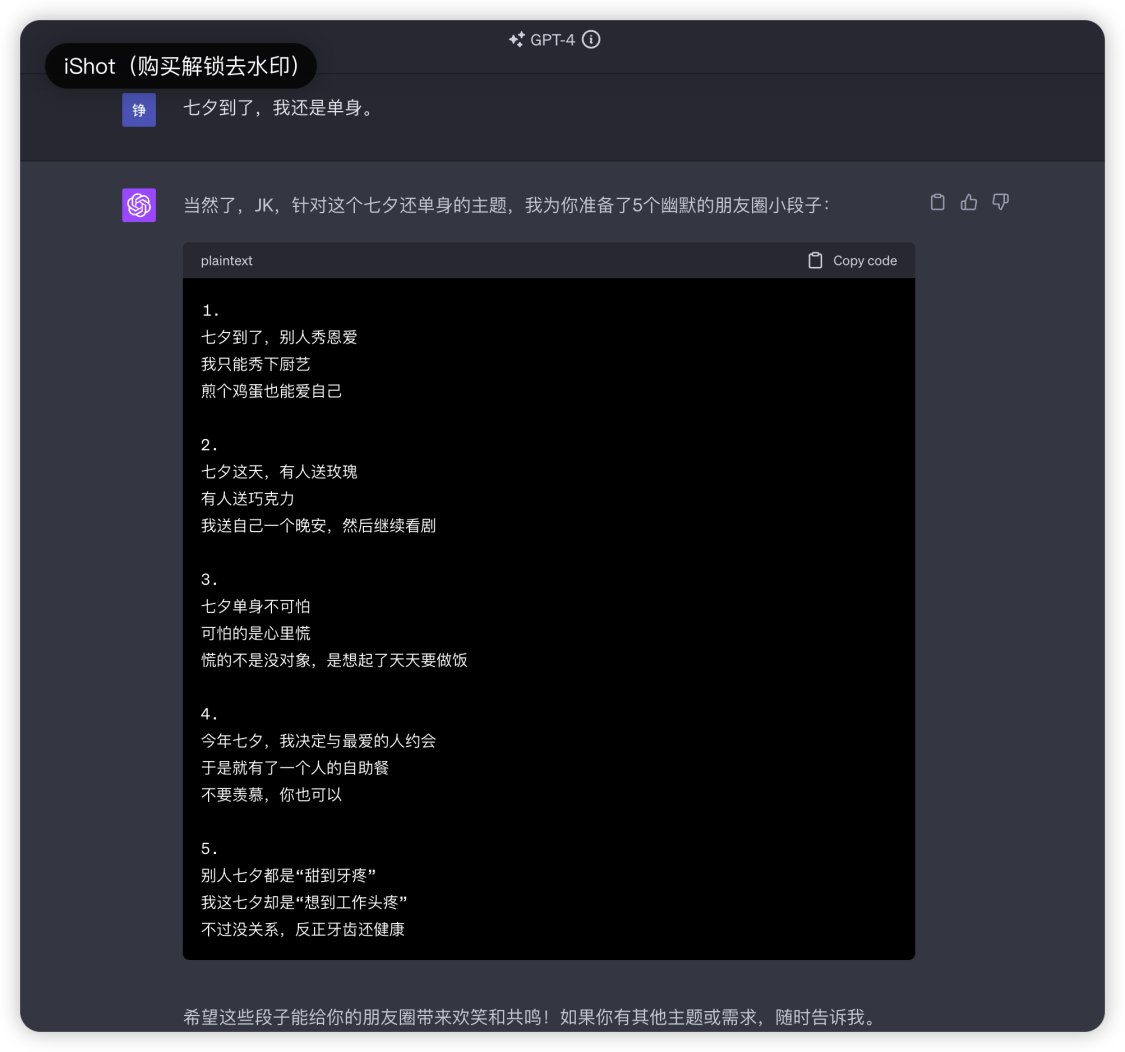 GPT-4
iShot（购买解锁去水印）
铮
七夕到了，我还是单身。
当然了，JK，针对这个七夕还单身的主题，我为你准备了5个幽默的朋友圈小段子：
plaintext
Copy code
1.
七夕到了，别人秀恩爱
我只能秀下厨艺
煎个鸡蛋也能爱自己
2.
七夕这天，有人送玫瑰
有人送巧克力
我送自己一个晚安，然后继续看剧
3.
七夕单身不可怕
可怕的是心里慌
慌的不是没对象，是想起了天天要做饭
4.
今年七夕，我决定与最爱的人约会
于是就有了一个人的自助餐
不要羡慕，你也可以
5.
别人七夕都是“甜到牙疼”
我这七夕却是“想到工作头疼”
不过没关系，反正牙齿还健康
希望这些段子能给你的朋友圈带来欢笑和共鸣！如果你有其他主题或需求，随时告诉我。